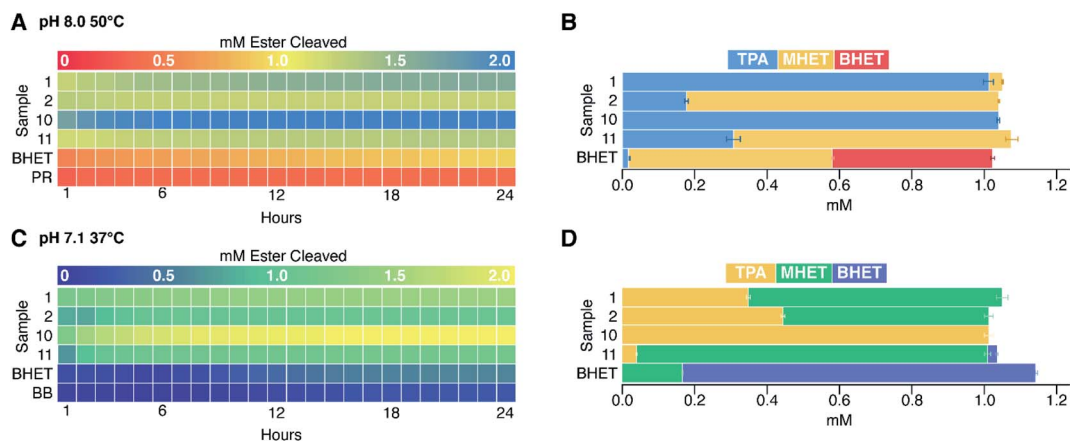 A pH 8.0 50°C
mM Ester Cleaved
0 0.5 1.0 1.5 2.0
Sample
1
2
10
11
BHET
PR
1 6 12 18 24
Hours
B
TPA MHET BHET
Sample
1
2
10
11
BHET
0.0 0.2 0.4 0.6 0.8 1.0 1.2
mM
C pH 7.1 37°C
mM Ester Cleaved
0 0.5 1.0 1.5 2.0
Sample
1
2
10
11
BHET
BB
1 6 12 18 24
Hours
D
TPA MHET BHET
Sample
1
2
10
11
BHET
0.0 0.2 0.4 0.6 0.8 1.0 1.2
mM